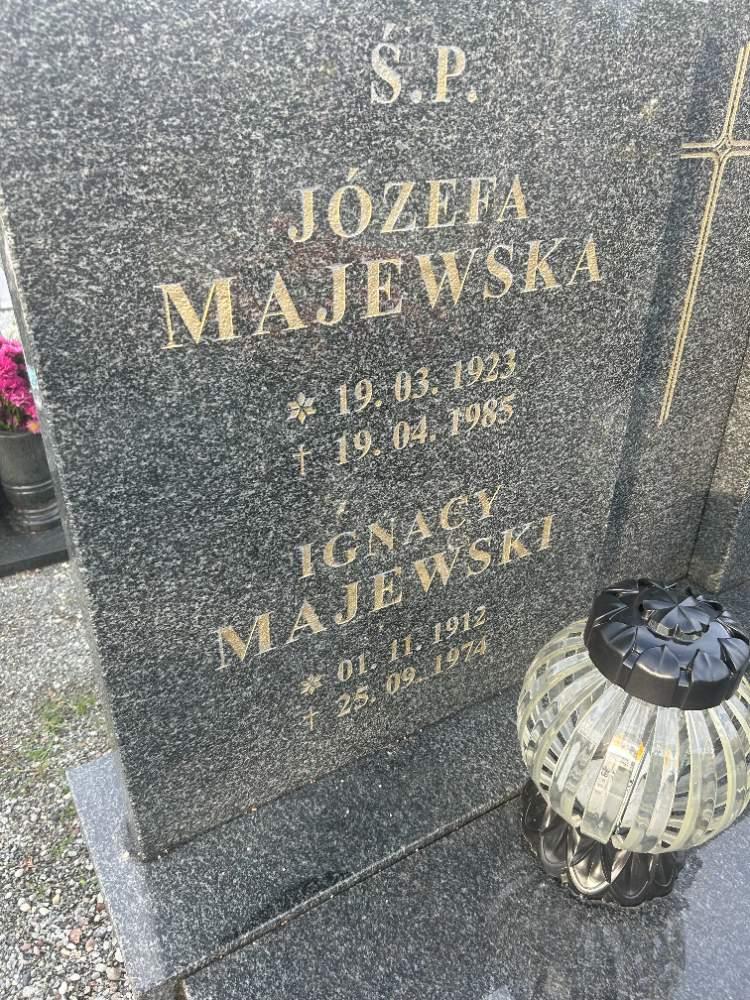 Ś.P.
JÓZEFA
MAJEWSKA
19.03.1923
† 19.04.1985
IGNACY
MAJEWSKI
01.11.1912
† 25.09.1974